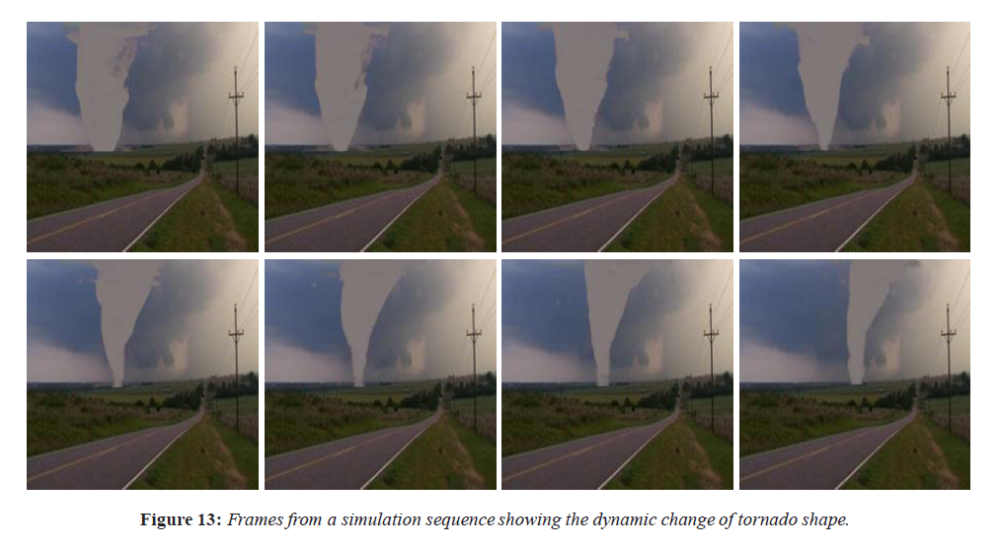 Figure 13: Frames from a simulation sequence showing the dynamic change of tornado shape.